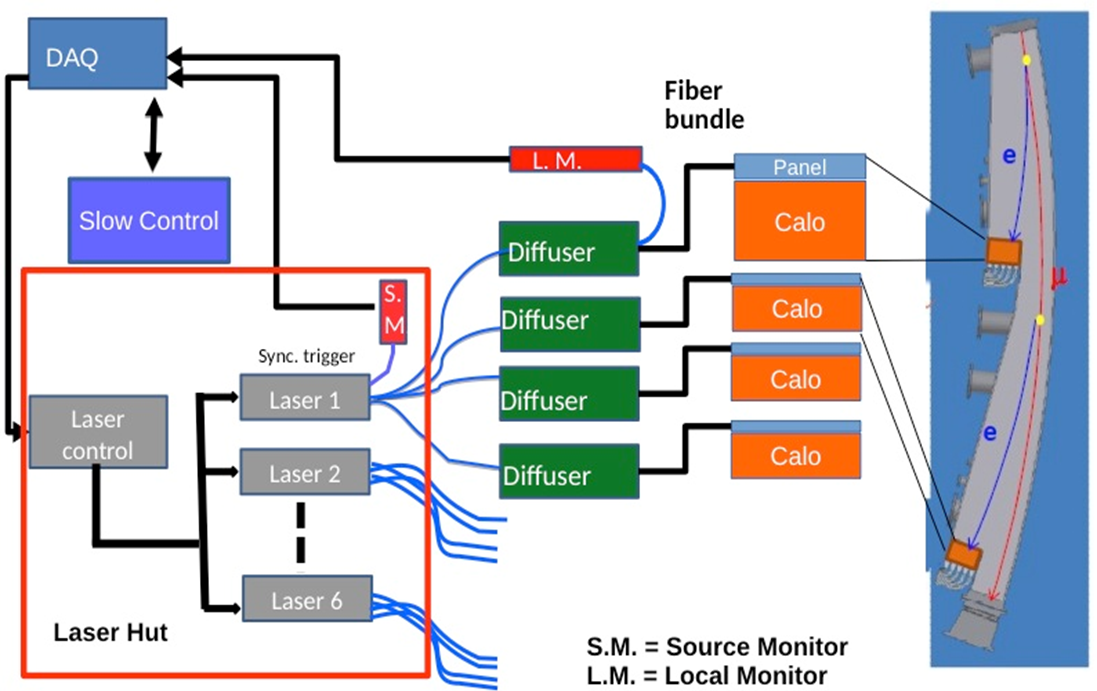 DAQ
Fiber
bundle
L. M.
Panel
Calo
Slow Control
Diffuser
S.
M
Calo
Diffuser
Sync. trigger
Laser 1
Calo
Diffuser
Laser
control
Calo
Diffuser
Laser 2
Laser 6
Laser Hut
S.M. = Source Monitor
L.M. = Local Monitor
e
μ
e